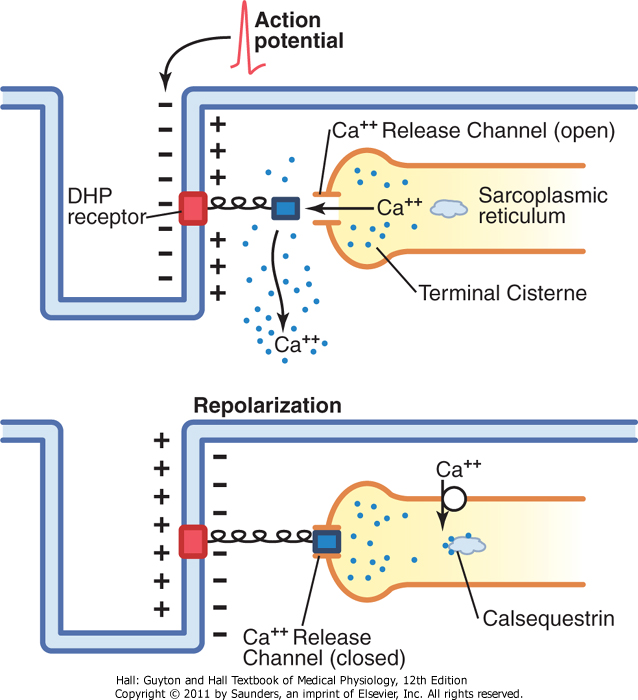 Action
potential
Ca++ Release Channel (open)
DHP
receptor
Ca++
Sarcoplasmic
reticulum
Terminal Cisterne
Ca++
Repolarization
Ca++
Calsequestrin
Ca++ Release
Channel (closed)
Hall: Guyton and Hall Textbook of Medical Physiology, 12th Edition
Copyright © 2011 by Saunders, an imprint of Elsevier, Inc. All rights reserved.